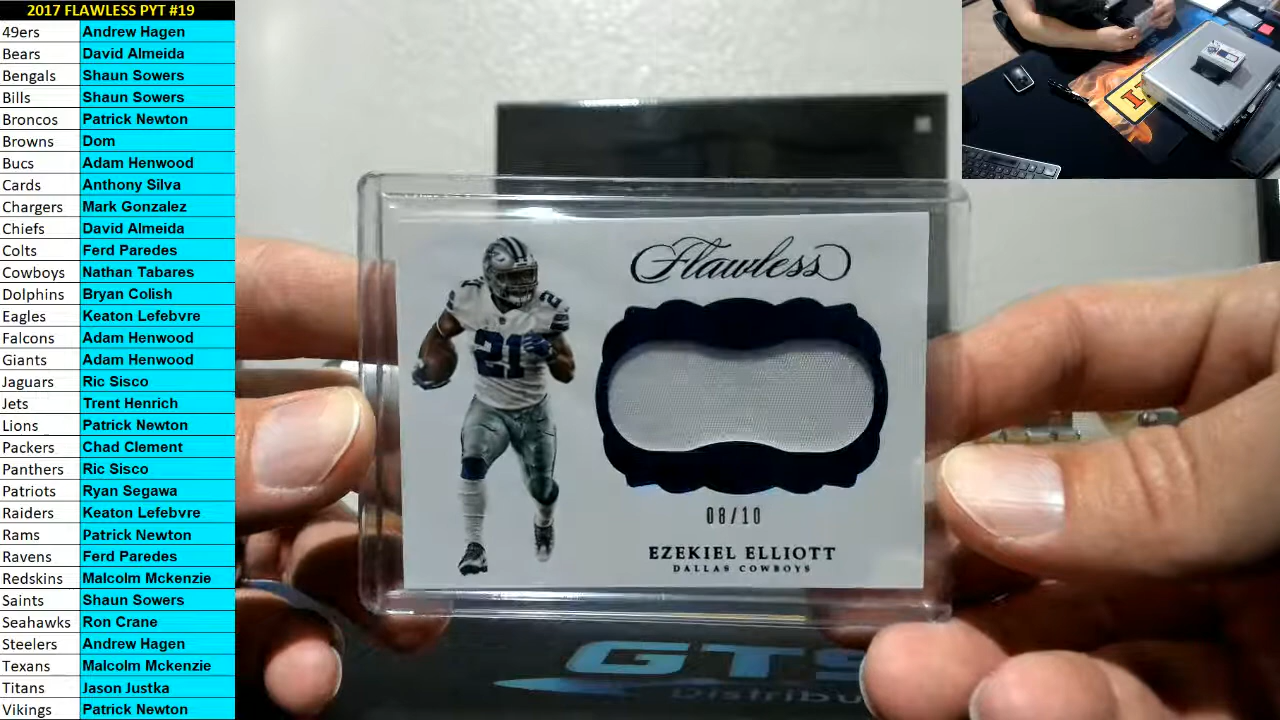 2017 FLAWLESS PYT #19
49ers Andrew Hagen
Bears David Almeida
Bengals Shaun Sowers
Bills Shaun Sowers
Broncos Patrick Newton
Browns Dom
Bucs Adam Henwood
Cards Anthony Silva
Chargers Mark Gonzalez
Chiefs David Almeida
Colts Ferd Paredes
Cowboys Nathan Tabares
Dolphins Bryan Colish
Eagles Keaton Lefebvre
Falcons Adam Henwood
Giants Adam Henwood
Jaguars Ric Sisco
Jets Trent Henrich
Lions Patrick Newton
Packers Chad Clement
Panthers Ric Sisco
Patriots Ryan Segawa
Raiders Keaton Lefebvre
Rams Patrick Newton
Ravens Ferd Paredes
Redskins Malcolm Mckenzie
Saints Shaun Sowers
Seahawks Ron Crane
Steelers Andrew Hagen
Texans Malcolm Mckenzie
Titans Jason Justka
Vikings Patrick Newton
Flawless
21
21
08/10
EZEKIEL ELLIOTT
DALLAS COWBOYS
GTS
Distribu